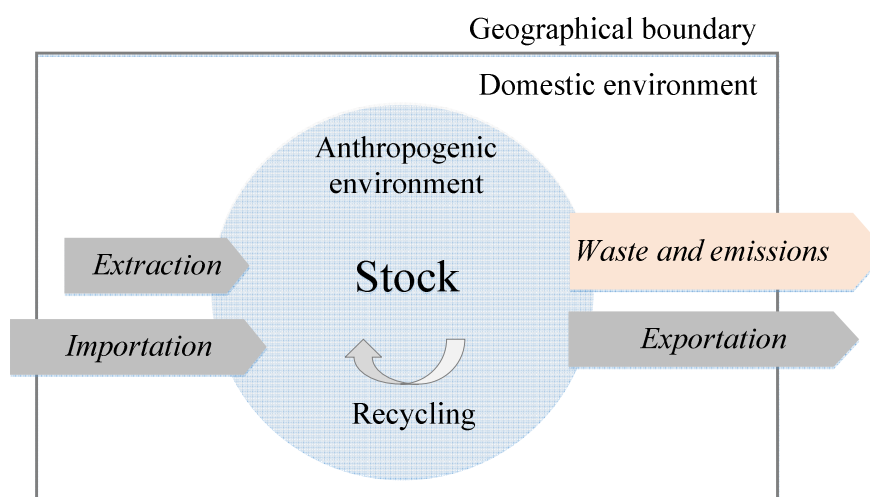 Geographical boundary
Domestic environment
Anthropogenic
environment
Extraction
Stock
Waste and emissions
Importation
Exportation
Recycling